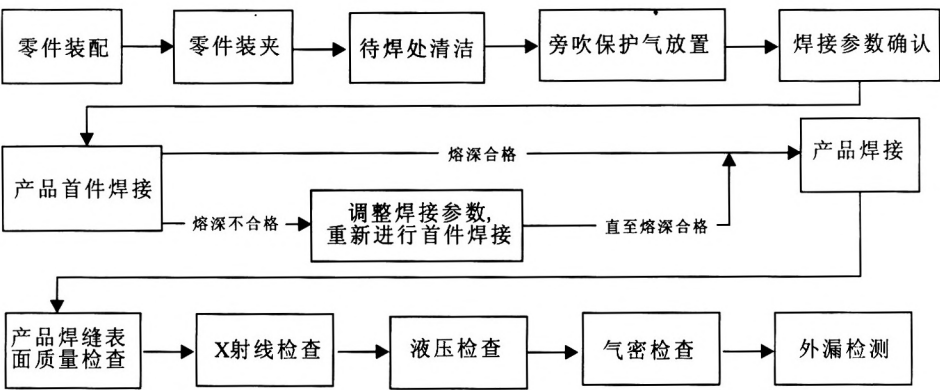 零件装配
零件装夹
待焊处清洁
旁吹保护气放置
焊接参数确认
产品首件焊接
熔深合格
产品焊接
熔深不合格
调整焊接参数,
重新进行首件焊接
直至熔深合格
产品焊缝表
面质量检查
X射线检查
液压检查
气密检查
外漏检测